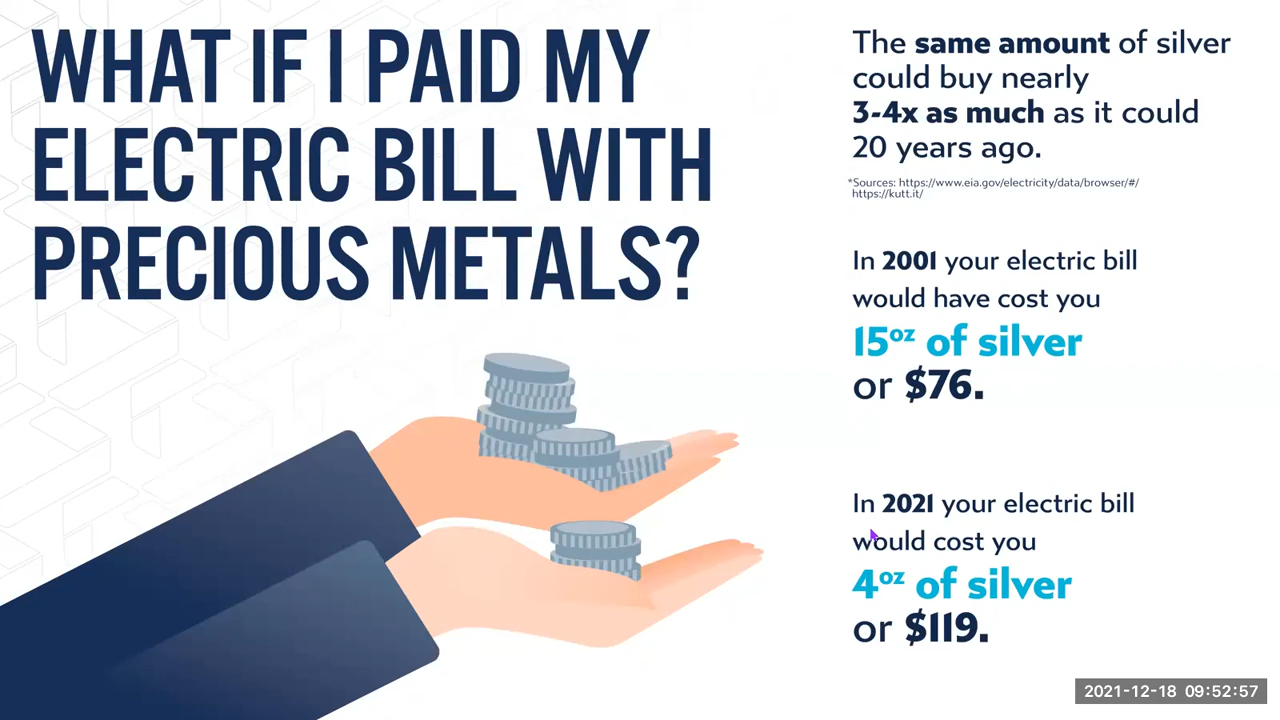 WHAT IF I PAID MY
ELECTRIC BILL WITH
PRECIOUS METALS?
The same amount of silver
could buy nearly
3-4x as much as it could
20 years ago.
*Sources: https://www.eia.gov/electricity/data/browser/#/
https://kutt.it/
In 2001 your electric bill
would have cost you
15oz of silver
or $76.
In 2021 your electric bill
would cost you
4oz of silver
or $119.
2021-12-18 09:52:57